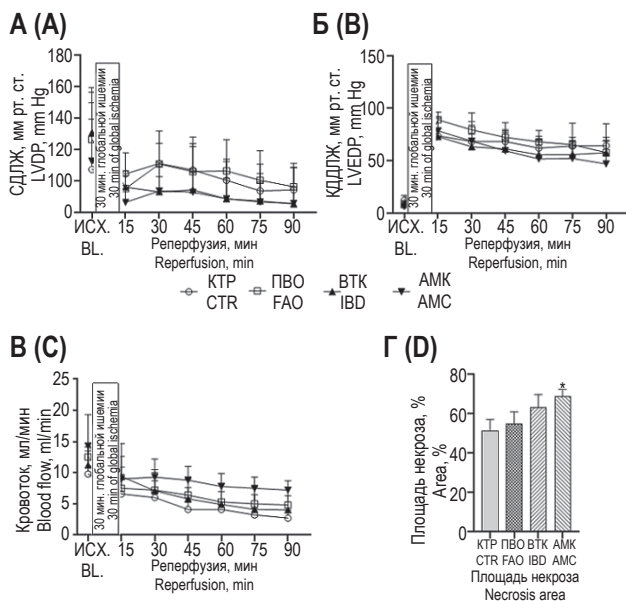 А (A)
СДЛЖ, мм рт. ст.
LVDP, mm Hg
180
160
140
120
100
80
30 мин. глобальной ишемии
30 min of global ischemia
ИСХ. 15 30 45 60 75 90
BL.
Реперфузия, мин
Reperfusion, min
Б (B)
КДДЛЖ, мм рт. ст.
LVEDP, mm Hg
150
100
50
0
30 мин. глобальной ишемии
30 min of global ischemia
ИСХ. 15 30 45 60 75 90
BL.
Реперфузия, мин
Reperfusion, min
КТР ПВО ВТК АМК
CTR FAO IBD AMC
В (C)
Кровоток, мл/мин
Blood flow, ml/min
25
20
15
10
5
0
30 мин. глобальной ишемии
30 min of global ischemia
ИСХ. 15 30 45 60 75 90
BL.
Реперфузия, мин
Reperfusion, min
Г (D)
Площадь некроза, %
Area, %
80
60
40
20
0
*
КТР ПВО ВТК АМК
CTR FAO IBD AMC
Площадь некроза
Necrosis area